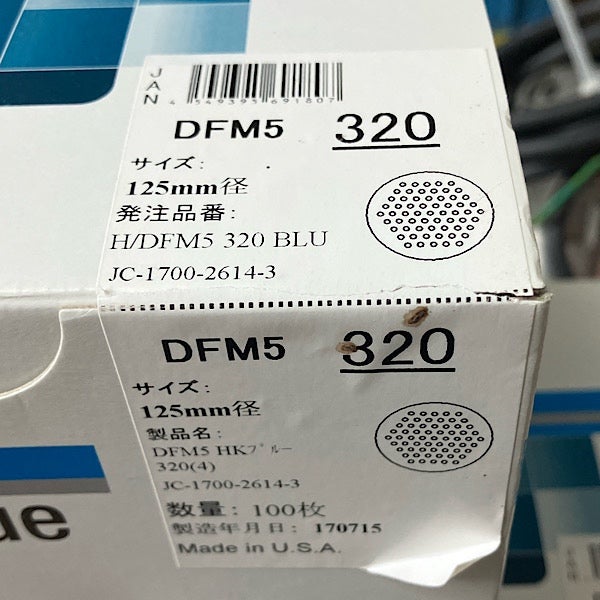 JAN
4 549395 691807
DFM5 320
サイズ:
125mm径
発注品番:
H/DFM5 320 BLU
JC-1700-2614-3
DFM5 320
サイズ:
125mm径
製品名:
DFM5 HKﾌﾞﾙｰ
320(4)
JC-1700-2614-3
数量: 100枚
製造年月日: 170715
Made in U.S.A.
ue